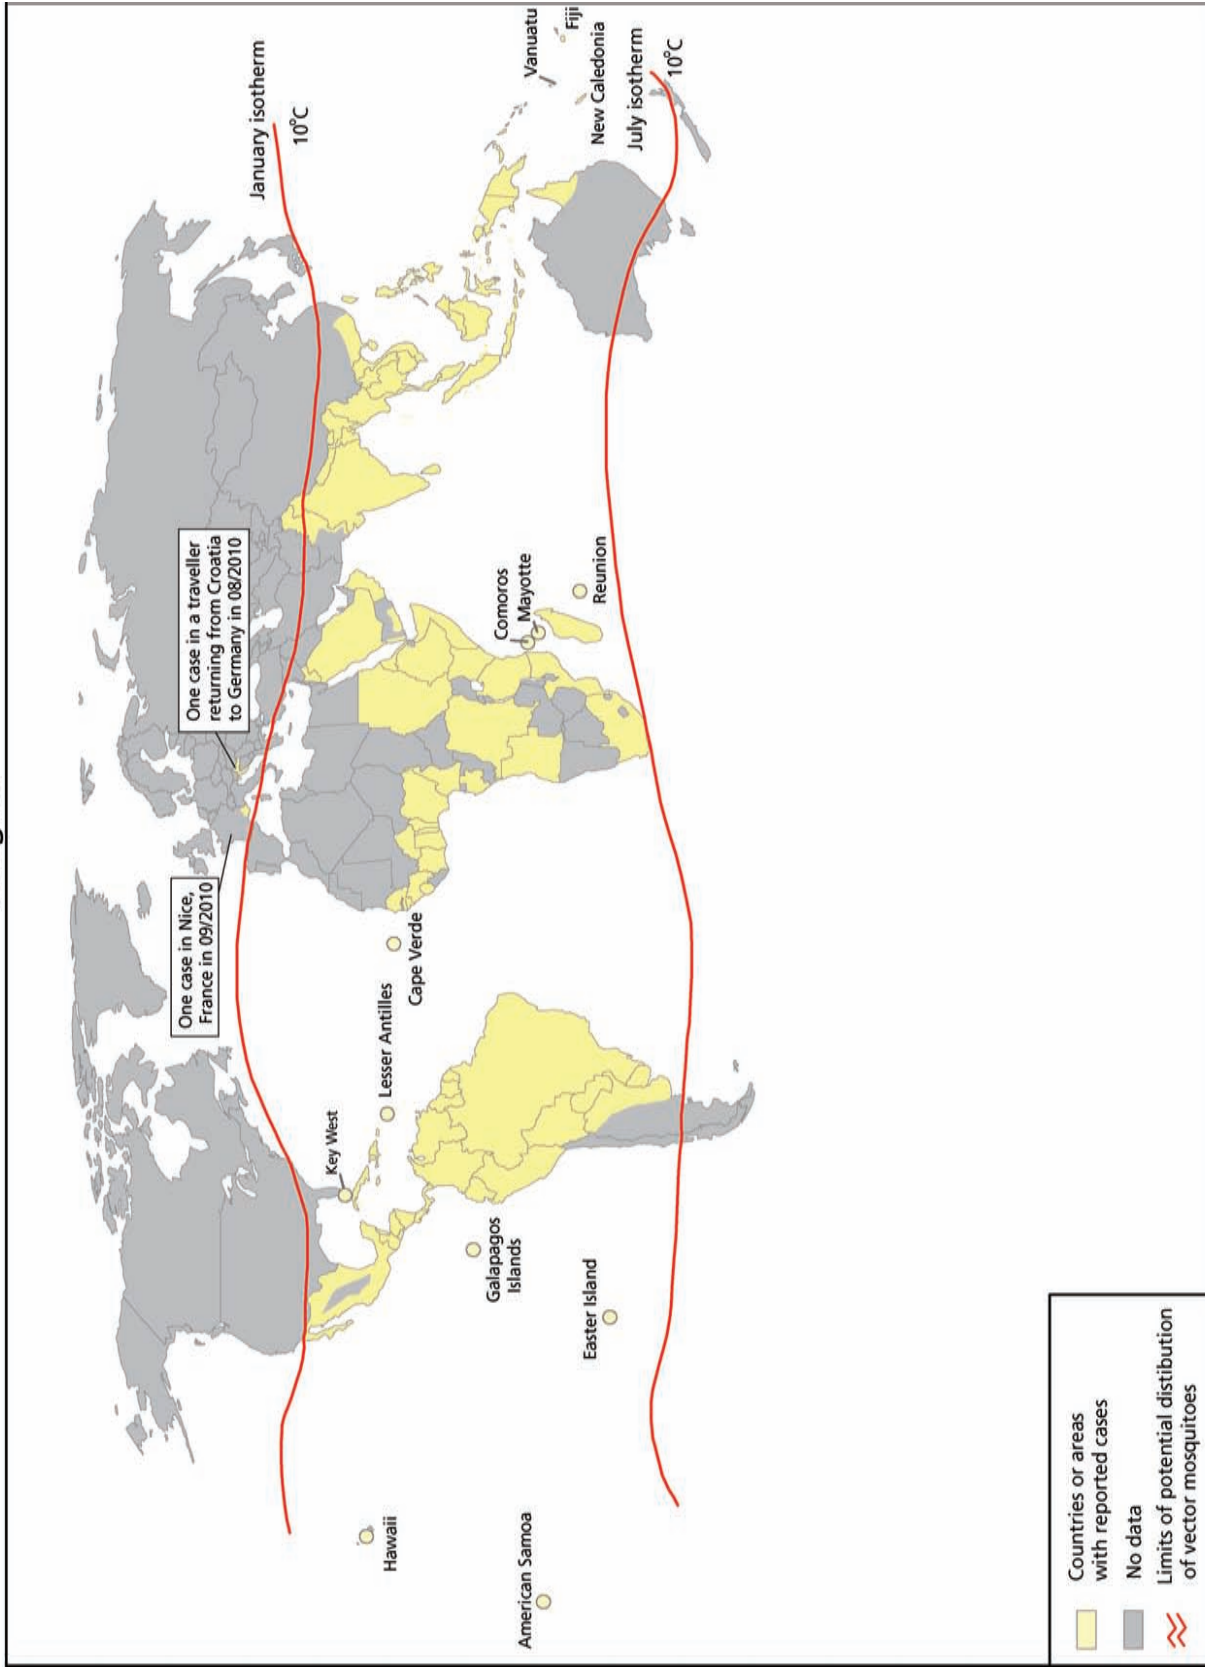 January isotherm
10°C
One case in a traveller
returning from Croatia
to Germany in 08/2010
One case in Nice,
France in 09/2010
Vanuatu
Fiji
New Caledonia
July isotherm
10°C
Key West
Lesser Antilles
Cape Verde
Comoros
Mayotte
Reunion
Hawaii
Galapagos
Islands
Easter Island
American Samoa
Countries or areas
with reported cases
No data
Limits of potential distibution
of vector mosquitoes